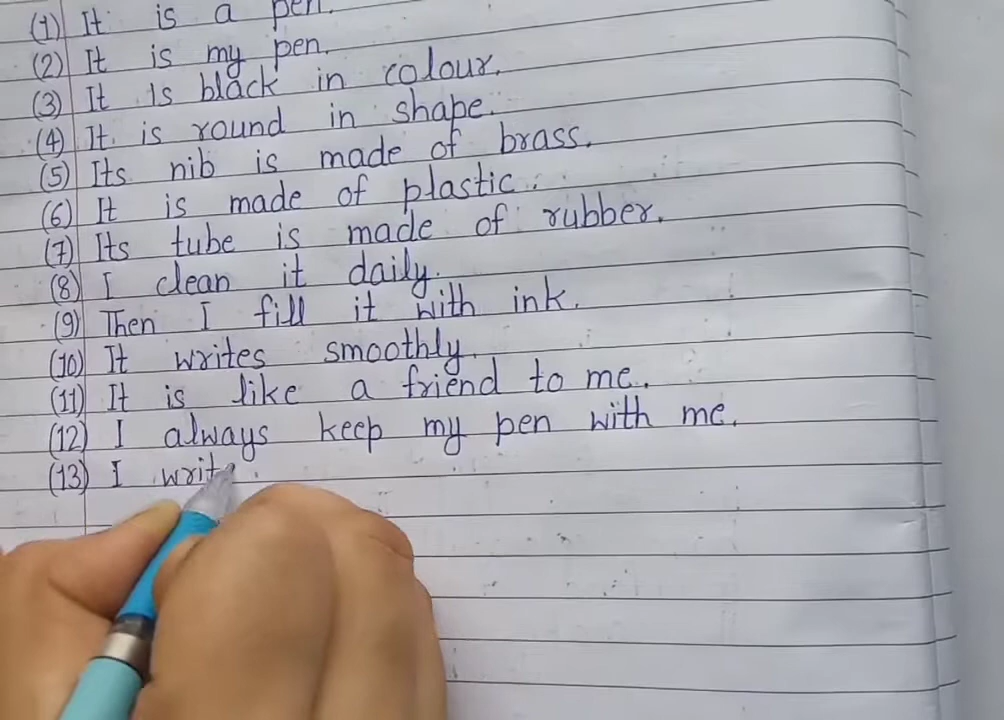 (1) It is a pen.
(2) It is my pen.
(3) It is black in colour.
(4) It is round in shape.
(5) Its nib is made of brass.
(6) It is made of plastic.
(7) Its tube is made of rubber.
(8) I clean it daily.
(9) Then I fill it with ink.
(10) It writes smoothly.
(11) It is like a friend to me.
(12) I always keep my pen with me.
(13) I write